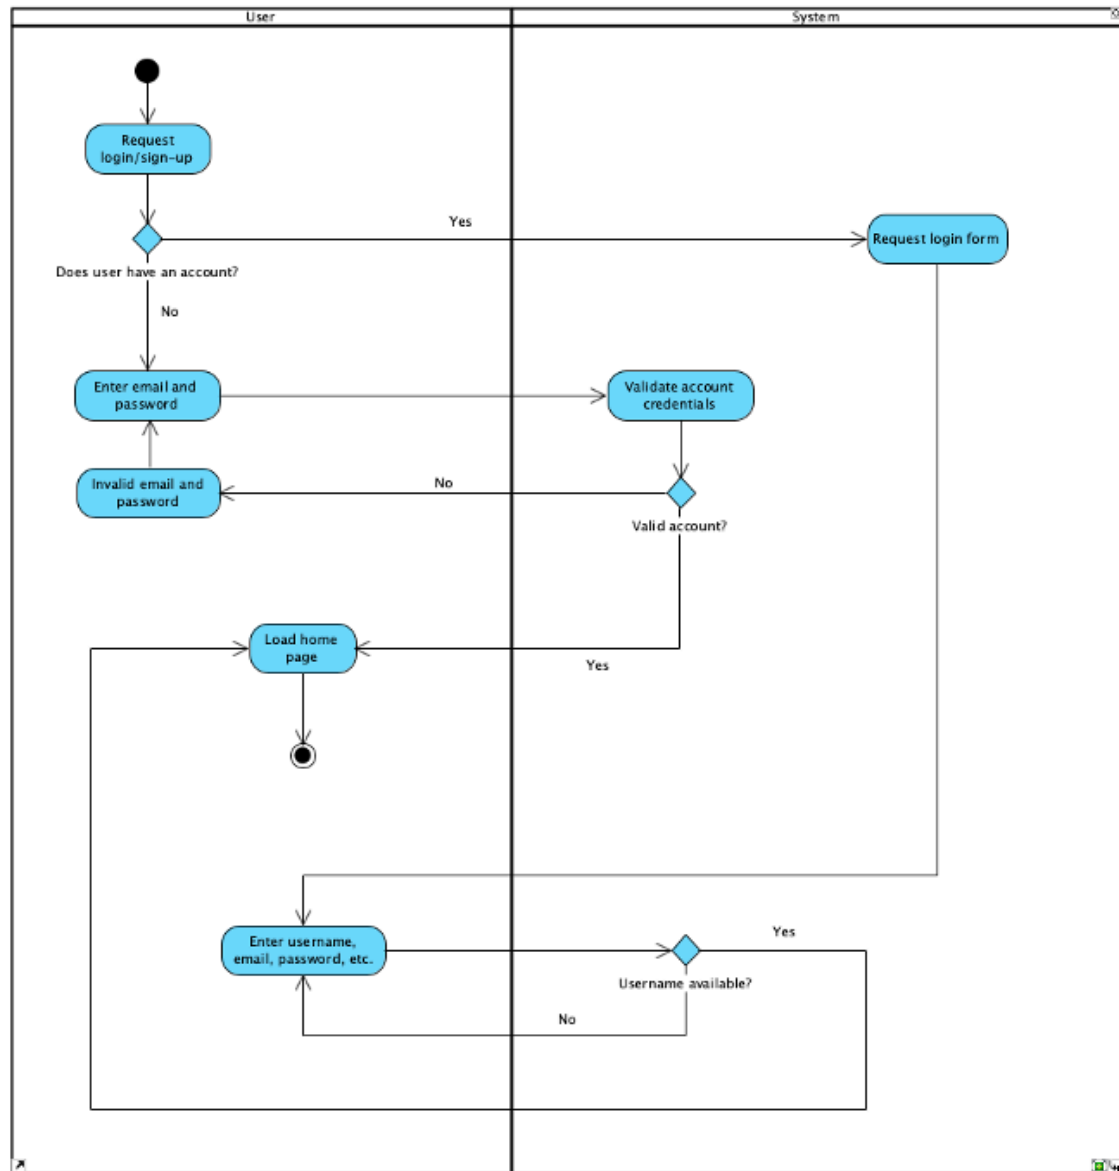 User
System
Request
login/sign-up
Yes
Request login form
Does user have an account?
No
Enter email and
password
Validate account
credentials
Invalid email and
password
No
Valid account?
Load home
page
Yes
Enter username,
email, password, etc.
Yes
Username available?
No